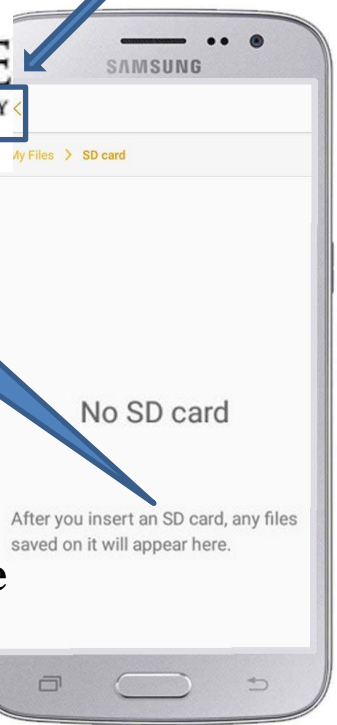 E
SAMSUNG
Y <
My Files > SD card
No SD card
After you insert an SD card, any files
saved on it will appear here.
e